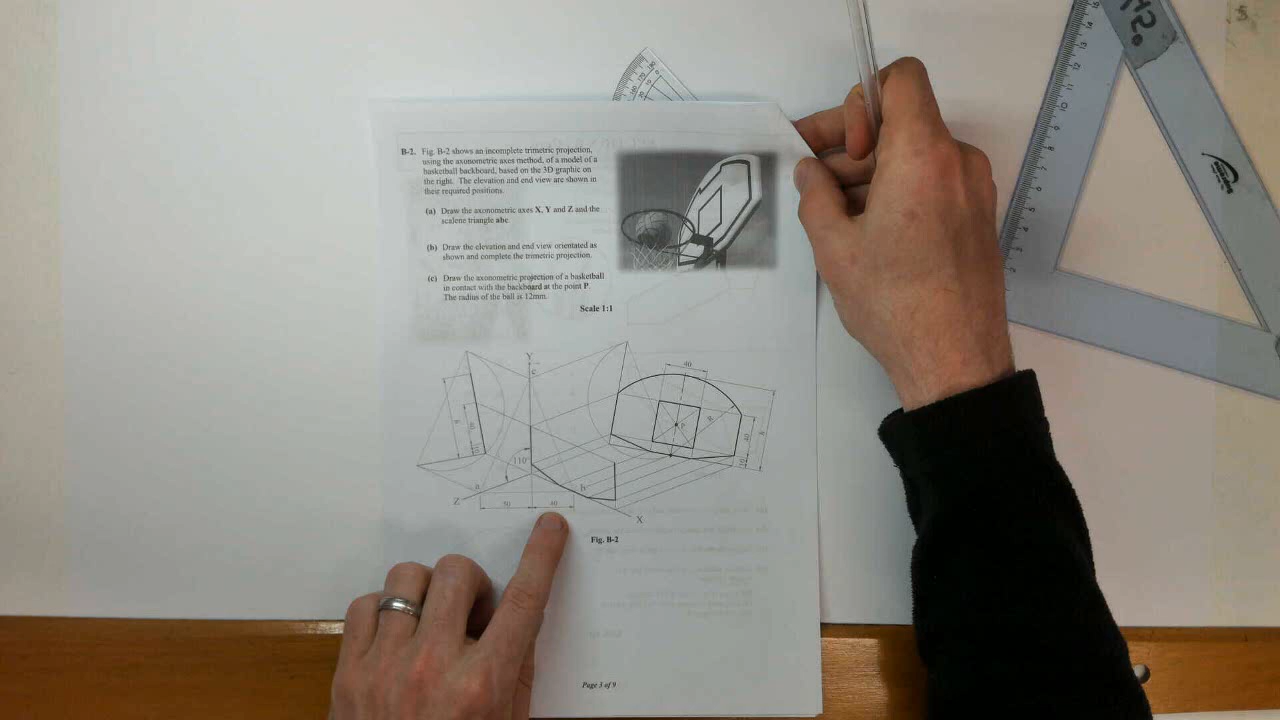 B-2. Fig. B-2 shows an incomplete trimetric projection,
using the axonometric axes method, of a model of a
basketball backboard, based on the 3D graphic on
the right. The elevation and end view are shown in
their required positions.
(a) Draw the axonometric axes X, Y and Z and the
scalene triangle abc.
(b) Draw the elevation and end view orientated as
shown and complete the trimetric projection.
(c) Draw the axonometric projection of a basketball
in contact with the backboard at the point P.
The radius of the ball is 12mm.
Scale 1:1
Y
c
40
R
P
40
10
110°
a
b
Z
50
40
X
Fig. B-2
Page 3 of 9